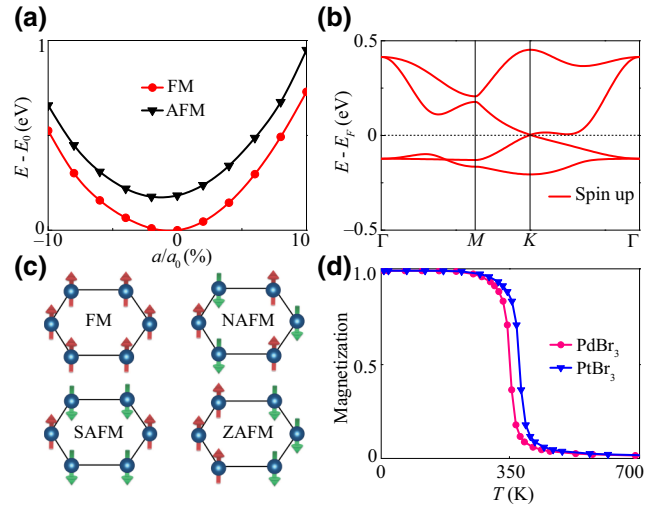 (a)
1
E - E0 (eV)
FM
AFM
0
-10
0
10
a/a0 (%)
(b)
0.5
E - EF (eV)
0
Spin up
-0.5
Γ
M
K
Γ
(c)
FM
NAFM
SAFM
ZAFM
(d)
1.0
Magnetization
0.5
PdBr3
PtBr3
0
0
350
700
T (K)